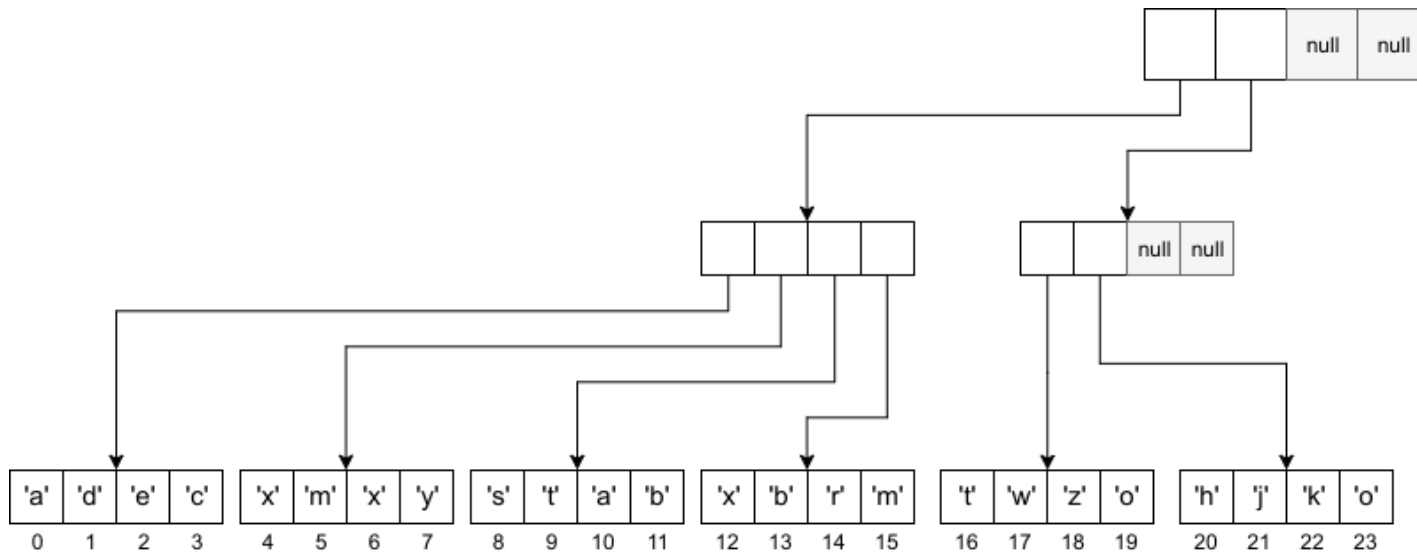 null null
null null
'a' 'd' 'e' 'c' 'x' 'm' 'x' 'y' 's' 't' 'a' 'b' 'x' 'b' 'r' 'm' 't' 'w' 'z' 'o' 'h' 'j' 'k' 'o'
0 1 2 3 4 5 6 7 8 9 10 11 12 13 14 15 16 17 18 19 20 21 22 23